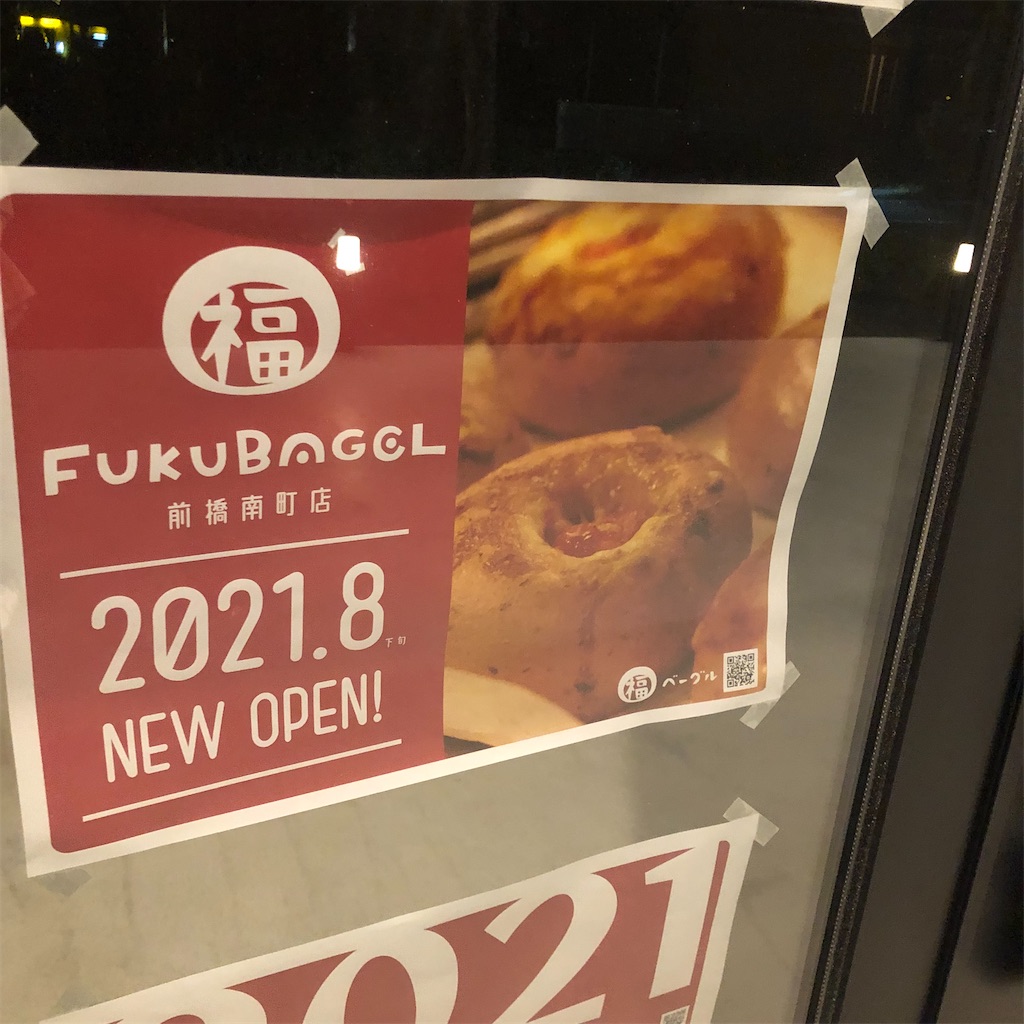 福
FUKUBAGEL
前橋南町店
2021.8下旬
NEW OPEN!
福 ベーグル
2021